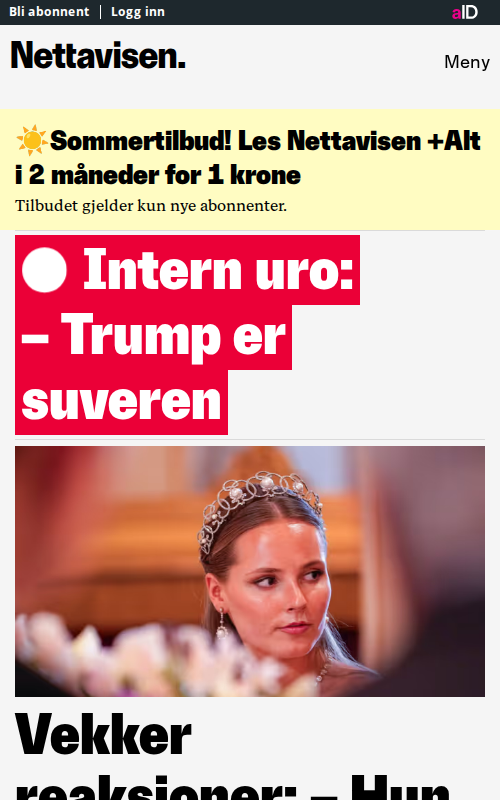 Bli abonnent | Logg inn
aID
Nettavisen.
Meny
☀️Sommertilbud! Les Nettavisen +Alt
i 2 måneder for 1 krone
Tilbudet gjelder kun nye abonnenter.
Intern uro:
– Trump er
suveren
Vekker
reaksjoner: – Hun